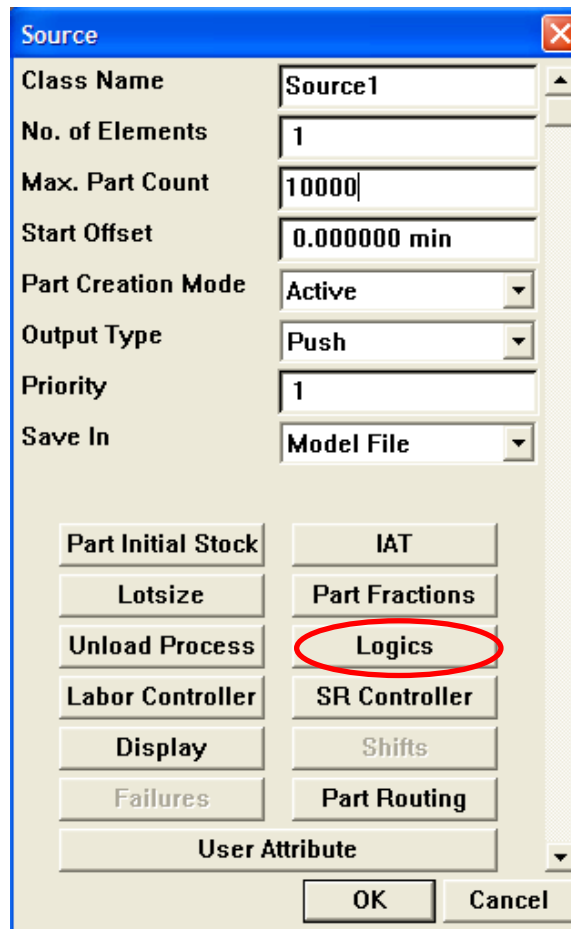 Source
Class Name Source1
No. of Elements 1
Max. Part Count 10000
Start Offset 0.000000 min
Part Creation Mode Active
Output Type Push
Priority 1
Save In Model File
Part Initial Stock IAT
Lotsize Part Fractions
Unload Process Logics
Labor Controller SR Controller
Display Shifts
Failures Part Routing
User Attribute
OK Cancel